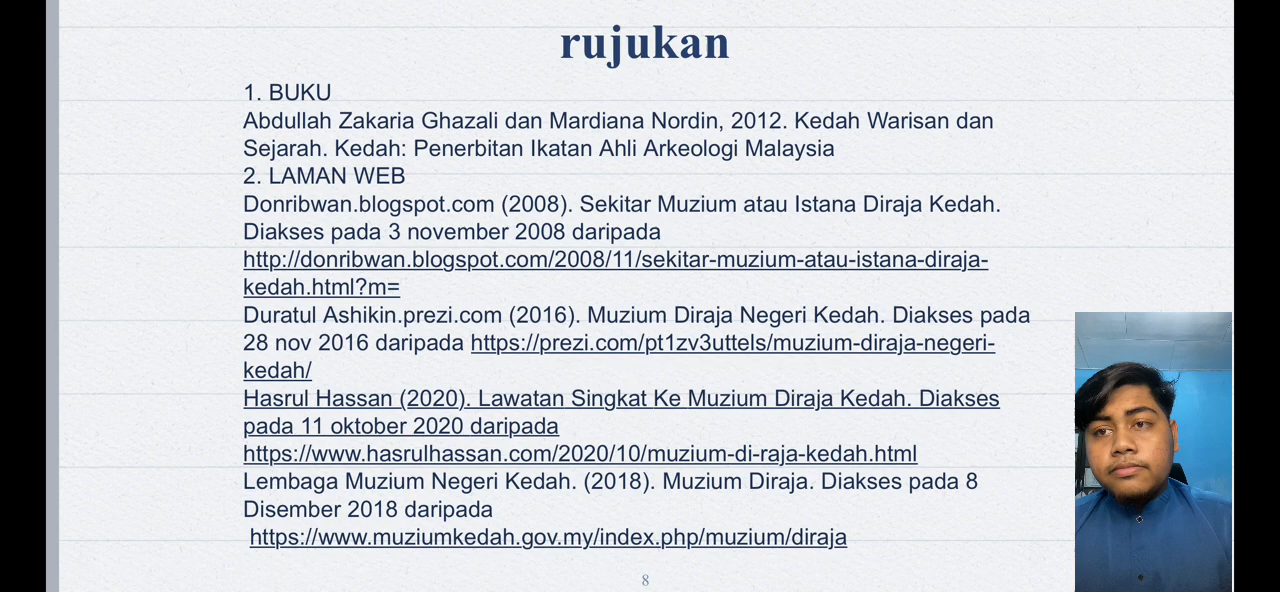 rujukan
1. BUKU
Abdullah Zakaria Ghazali dan Mardiana Nordin, 2012. Kedah Warisan dan
Sejarah. Kedah: Penerbitan Ikatan Ahli Arkeologi Malaysia
2. LAMAN WEB
Donribwan.blogspot.com (2008). Sekitar Muzium atau Istana Diraja Kedah.
Diakses pada 3 november 2008 daripada
http://donribwan.blogspot.com/2008/11/sekitar-muzium-atau-istana-diraja-
kedah.html?m=
Duratul Ashikin.prezi.com (2016). Muzium Diraja Negeri Kedah. Diakses pada
28 nov 2016 daripada https://prezi.com/pt1zv3uttels/muzium-diraja-negeri-
kedah/
Hasrul Hassan (2020). Lawatan Singkat Ke Muzium Diraja Kedah. Diakses
pada 11 oktober 2020 daripada
https://www.hasrulhassan.com/2020/10/muzium-di-raja-kedah.html
Lembaga Muzium Negeri Kedah. (2018). Muzium Diraja. Diakses pada 8
Disember 2018 daripada
https://www.muziumkedah.gov.my/index.php/muzium/diraja
8